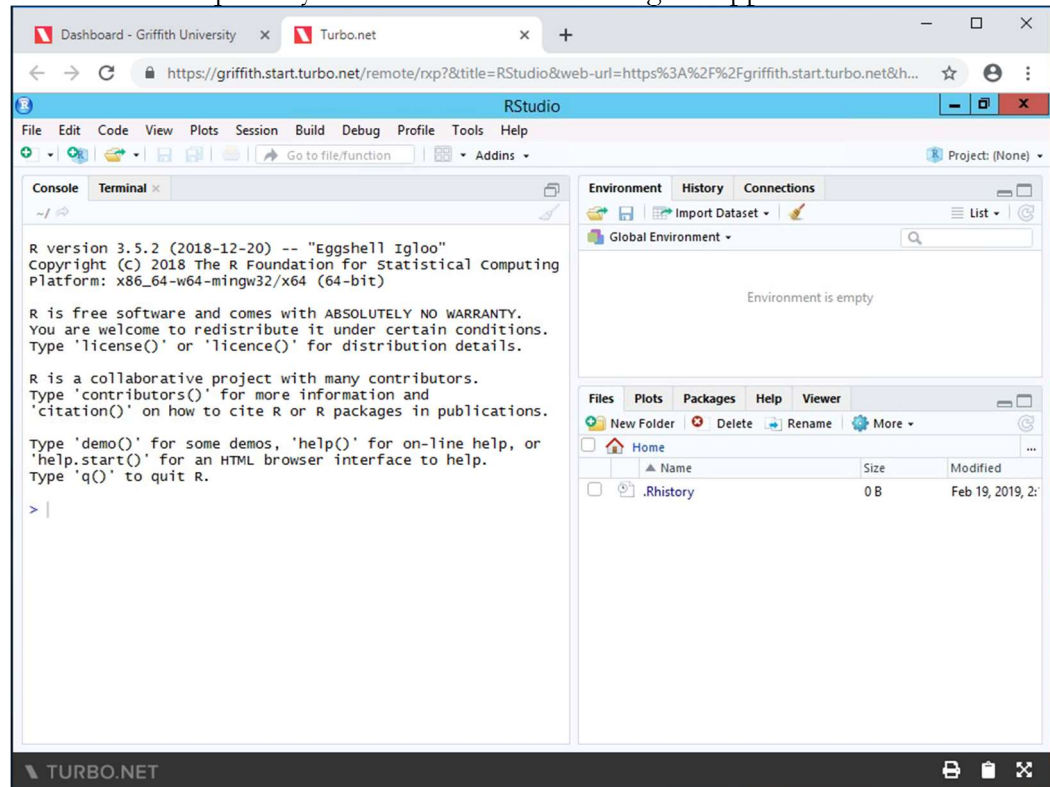 Dashboard - Griffith University
Turbo.net
https://griffith.start.turbo.net/remote/rxp?&title=RStudio&web-url=https%3A%2F%2Fgriffith.start.turbo.net&h...
RStudio
File Edit Code View Plots Session Build Debug Profile Tools Help
Go to file/function Addins Project: (None)
Console Terminal
~/
R version 3.5.2 (2018-12-20) -- "Eggshell Igloo"
Copyright (C) 2018 The R Foundation for Statistical Computing
Platform: x86_64-w64-mingw32/x64 (64-bit)
R is free software and comes with ABSOLUTELY NO WARRANTY.
You are welcome to redistribute it under certain conditions.
Type 'license()' or 'licence()' for distribution details.
R is a collaborative project with many contributors.
Type 'contributors()' for more information and
'citation()' on how to cite R or R packages in publications.
Type 'demo()' for some demos, 'help()' for on-line help, or
'help.start()' for an HTML browser interface to help.
Type 'q()' to quit R.
>
Environment History Connections
Import Dataset List
Global Environment
Environment is empty
Files Plots Packages Help Viewer
New Folder Delete Rename More
Home ...
Name Size Modified
.Rhistory 0 B Feb 19, 2019, 2:
TURBO.NET